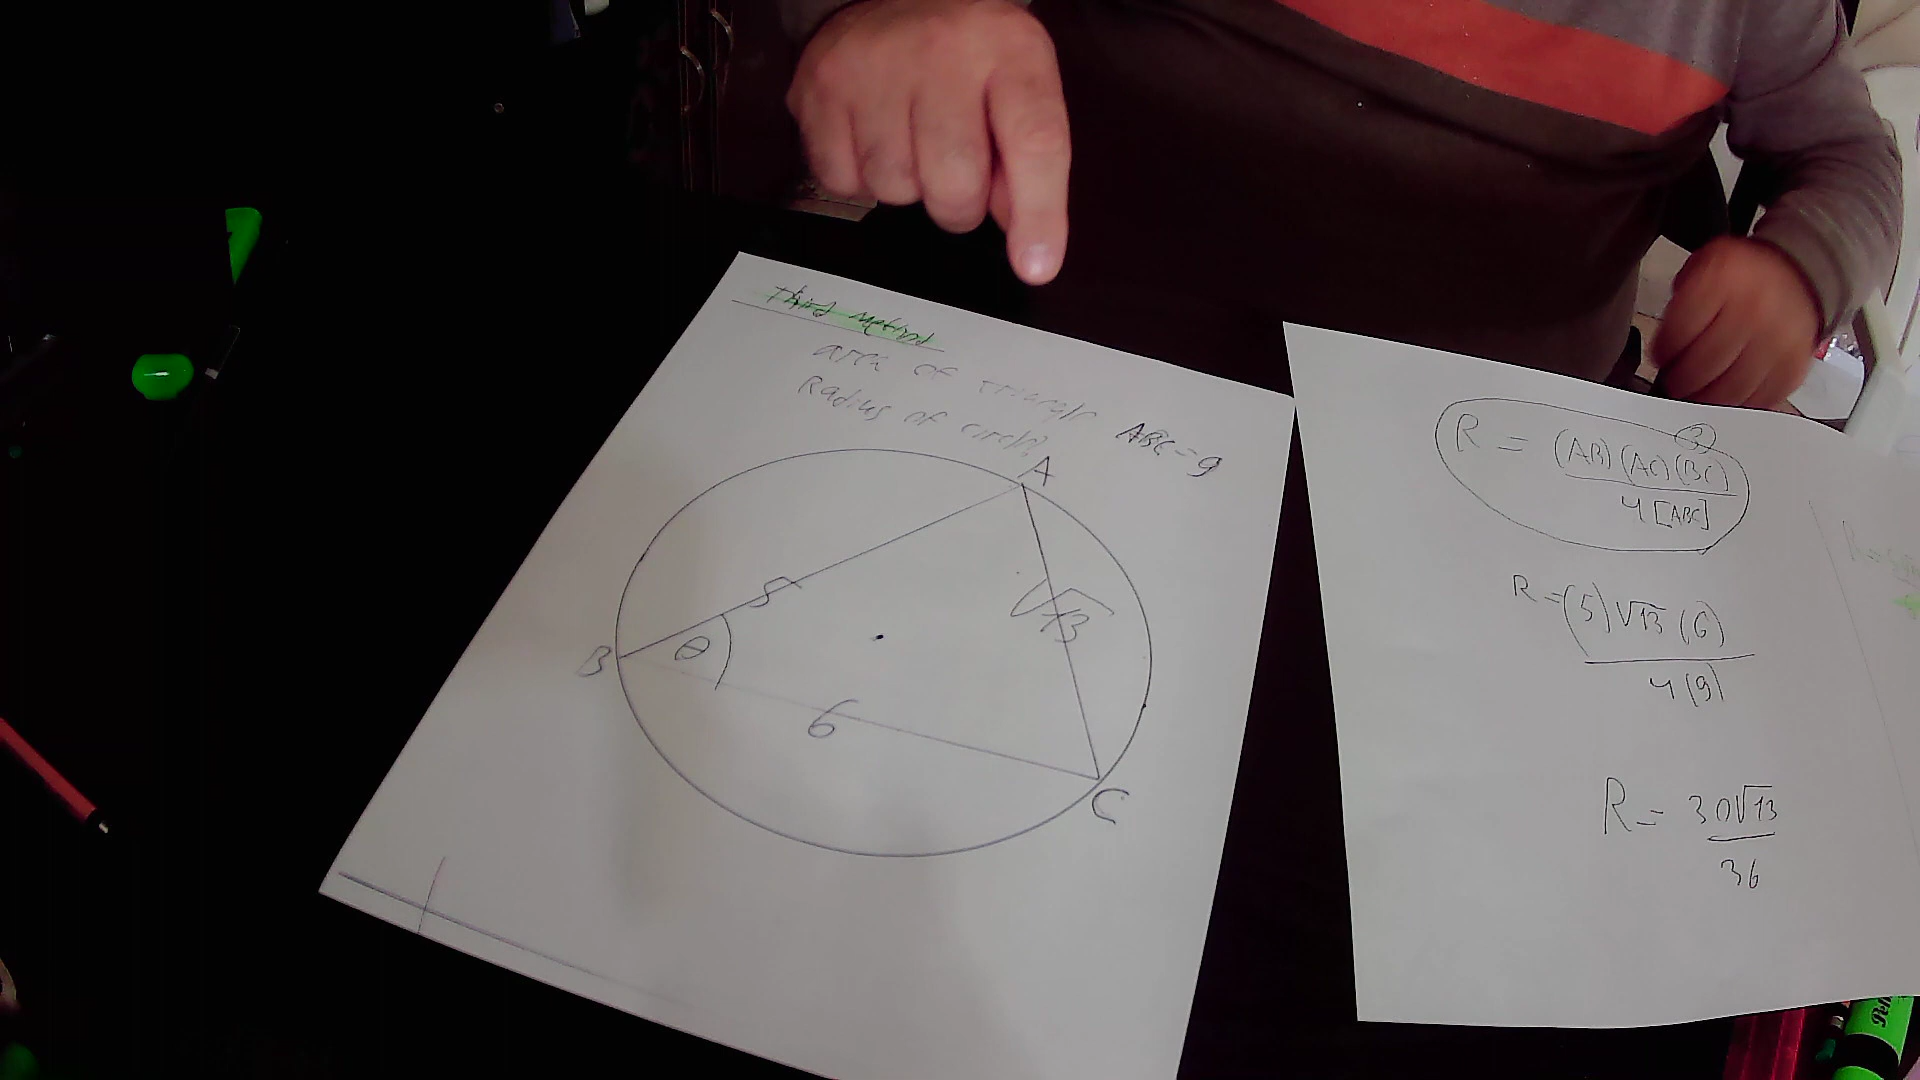 Third method
area of triangle ABC=9
Radius of circle?
A
5
√13
B
θ
6
C
R = (AB)(AC)(BC)
4[ABC]
R=(5)√13(6)
4(9)
R= 30√13
36